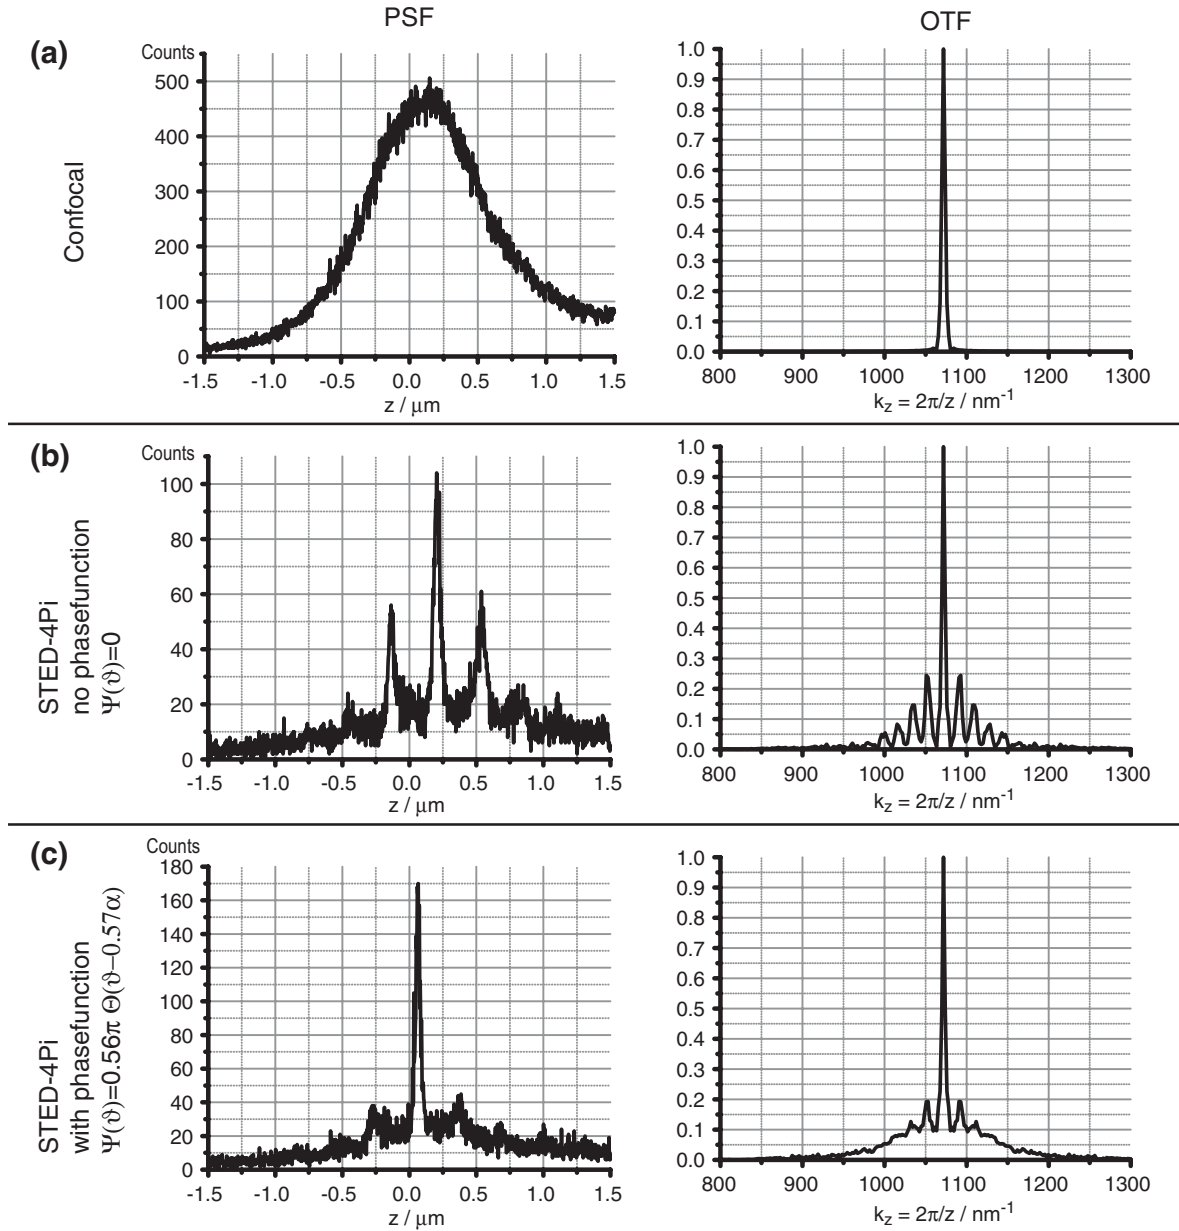 PSF
OTF
(a)
Confocal
Counts
500
400
300
200
100
0
-1.5 -1.0 -0.5 0.0 0.5 1.0 1.5
z / μm
1.0
0.9
0.8
0.7
0.6
0.5
0.4
0.3
0.2
0.1
0.0
800 900 1000 1100 1200 1300
k_z = 2π/z / nm⁻¹
(b)
STED-4Pi
no phasefunction
Ψ(ϑ)=0
Counts
100
80
60
40
20
0
-1.5 -1.0 -0.5 0.0 0.5 1.0 1.5
z / μm
1.0
0.9
0.8
0.7
0.6
0.5
0.4
0.3
0.2
0.1
0.0
800 900 1000 1100 1200 1300
k_z = 2π/z / nm⁻¹
(c)
STED-4Pi
with phasefunction
Ψ(ϑ)=0.56π Θ(ϑ−0.57α)
Counts
180
160
140
120
100
80
60
40
20
0
-1.5 -1.0 -0.5 0.0 0.5 1.0 1.5
z / μm
1.0
0.9
0.8
0.7
0.6
0.5
0.4
0.3
0.2
0.1
0.0
800 900 1000 1100 1200 1300
k_z = 2π/z / nm⁻¹